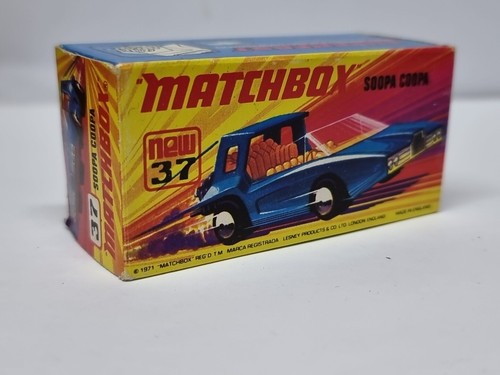 "MATCHBOX"
SOOPA COOPA
new
37
© 1971 "MATCHBOX" REG'D T.M. MARCA REGISTRADA LESNEY PRODUCTS & CO. LTD. LONDON, ENGLAND
MADE IN ENGLAND
37 SOOPA COOPA
MATCHBOX